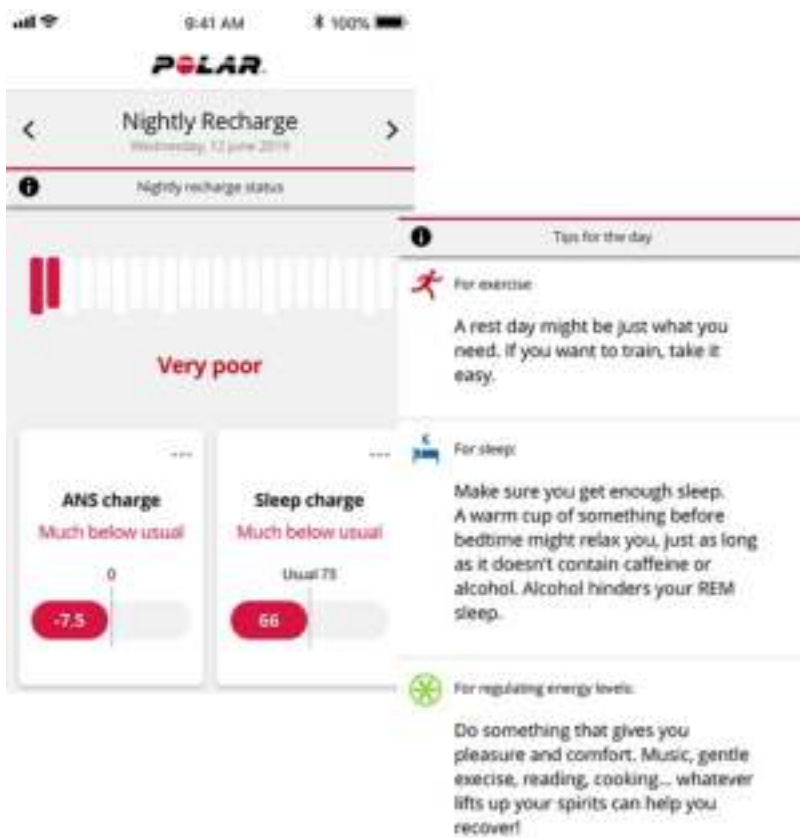 9:41 AM
100%
POLAR
Nightly Recharge
Wednesday, 12 june 2019
Nightly recharge status
Very poor
ANS charge
Much below usual
0
-7.5
Sleep charge
Much below usual
Usual 73
66
Tips for the day
For exercise
A rest day might be just what you
need. If you want to train, take it
easy.
For sleep:
Make sure you get enough sleep.
A warm cup of something before
bedtime might relax you, just as long
as it doesn't contain caffeine or
alcohol. Alcohol hinders your REM
sleep.
For regulating energy levels:
Do something that gives you
pleasure and comfort. Music, gentle
execise, reading, cooking... whatever
lifts up your spirits can help you
recover!